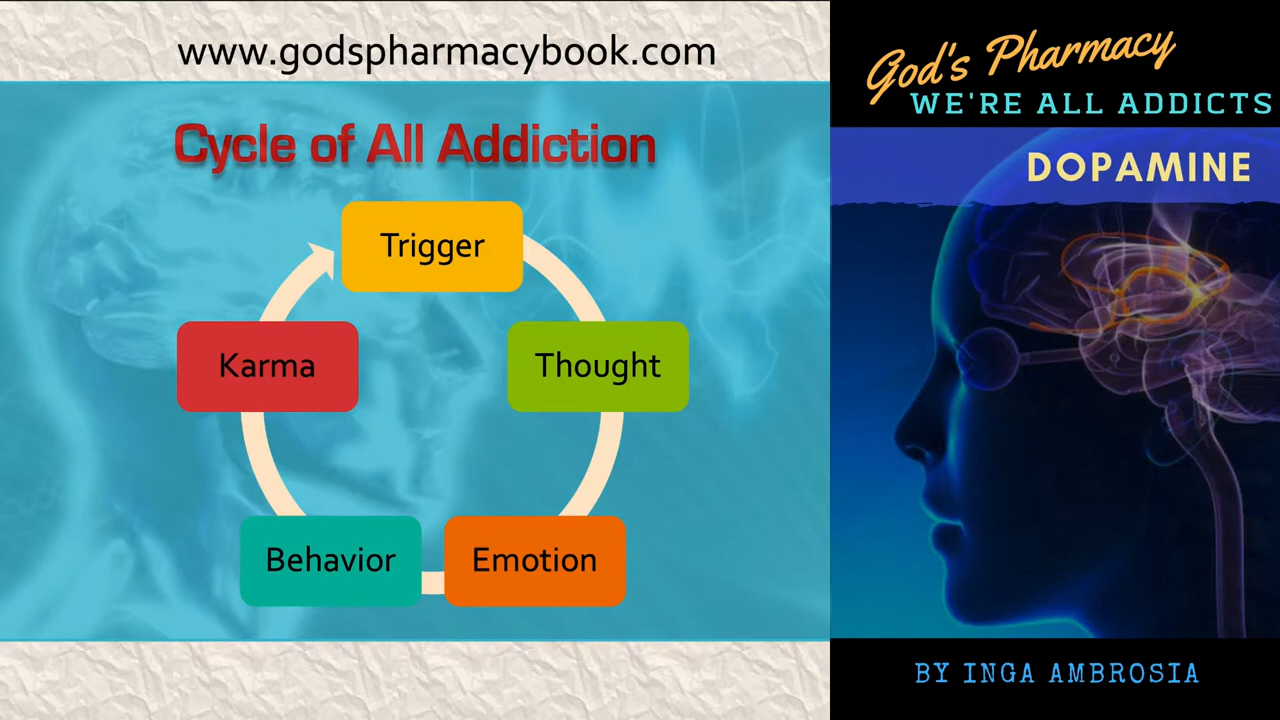 www.godspharmacybook.com
Cycle of All Addiction
Trigger
Thought
Emotion
Behavior
Karma
God's Pharmacy
WE'RE ALL ADDICTS
DOPAMINE
BY INGA AMBROSIA